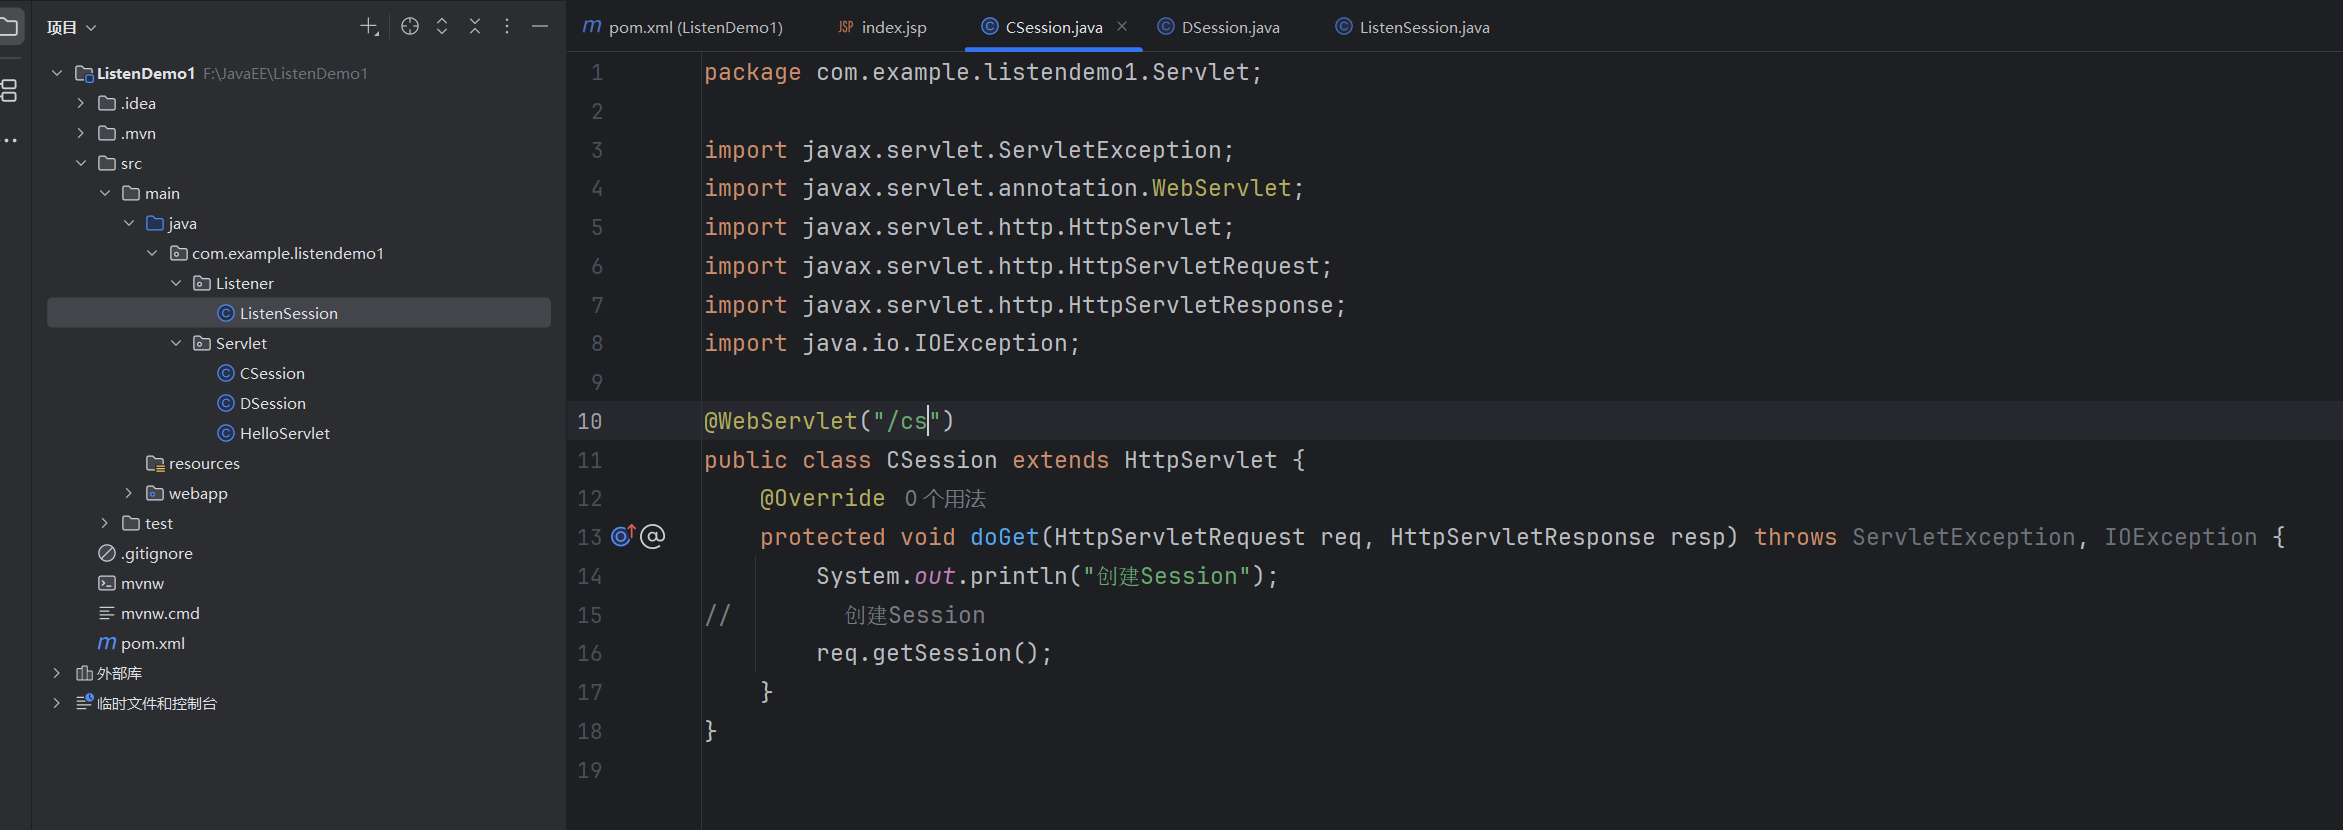 项目
ListenDemo1 F:\JavaEE\ListenDemo1
.idea
.mvn
src
main
java
com.example.listendemo1
Listener
ListenSession
Servlet
CSession
DSession
HelloServlet
resources
webapp
test
.gitignore
mvnw
mvnw.cmd
m pom.xml
外部库
临时文件和控制台
m pom.xml (ListenDemo1) JSP index.jsp C CSession.java × C DSession.java C ListenSession.java
1 package com.example.listendemo1.Servlet;
2
3 import javax.servlet.ServletException;
4 import javax.servlet.annotation.WebServlet;
5 import javax.servlet.http.HttpServlet;
6 import javax.servlet.http.HttpServletRequest;
7 import javax.servlet.http.HttpServletResponse;
8 import java.io.IOException;
9
10 @WebServlet("/cs")
11 public class CSession extends HttpServlet {
12 @Override 0 个用法
13 @ protected void doGet(HttpServletRequest req, HttpServletResponse resp) throws ServletException, IOException {
14 System.out.println("创建Session");
15 // 创建Session
16 req.getSession();
17 }
18 }
19